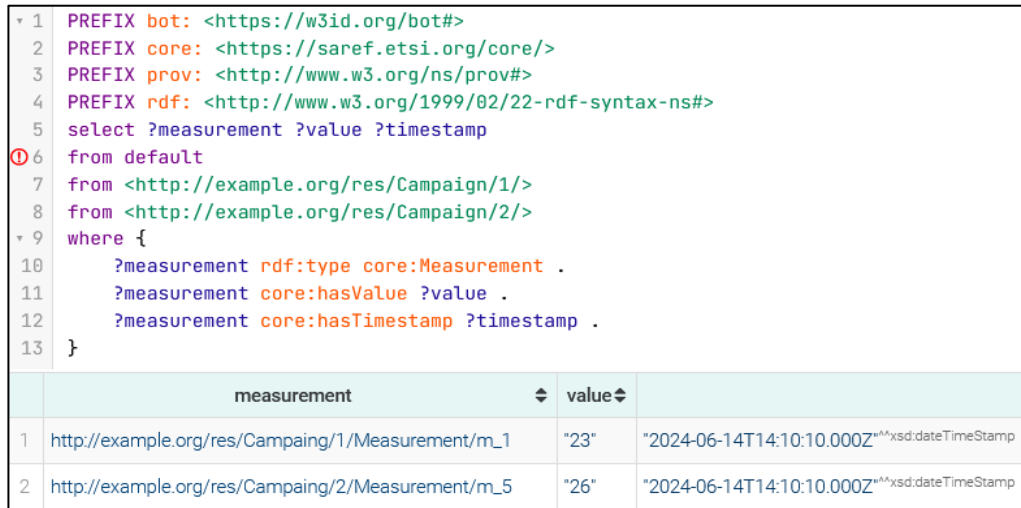 1 PREFIX bot: <https://w3id.org/bot#>
2 PREFIX core: <https://saref.etsi.org/core/>
3 PREFIX prov: <http://www.w3.org/ns/prov#>
4 PREFIX rdf: <http://www.w3.org/1999/02/22-rdf-syntax-ns#>
5 select ?measurement ?value ?timestamp
6 from default
7 from <http://example.org/res/Campaign/1/>
8 from <http://example.org/res/Campaign/2/>
9 where {
10 ?measurement rdf:type core:Measurement .
11 ?measurement core:hasValue ?value .
12 ?measurement core:hasTimestamp ?timestamp .
13 }
measurement value
1 http://example.org/res/Campaing/1/Measurement/m_1 "23" "2024-06-14T14:10:10.000Z"^^xsd:dateTimeStamp
2 http://example.org/res/Campaing/2/Measurement/m_5 "26" "2024-06-14T14:10:10.000Z"^^xsd:dateTimeStamp